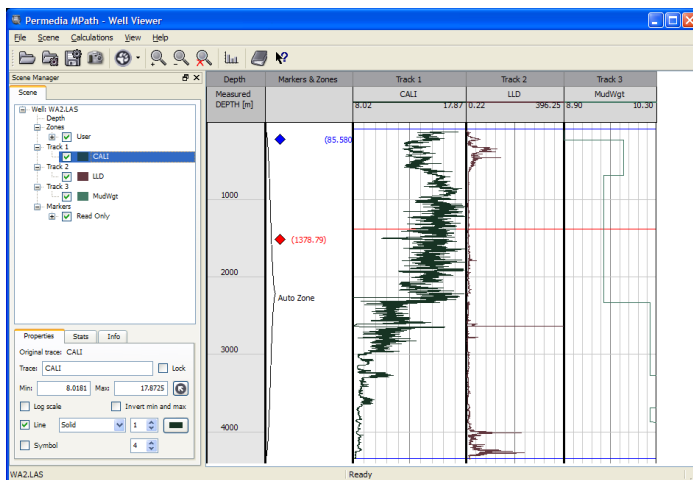 Permedia MPath - Well Viewer
File Scene Calculations View Help
Scene Manager
Scene
Well: WA2.LAS
Depth
Zones
User
Track 1
CALI
Track 2
LLD
Track 3
MudWgt
Markers
Read Only
Properties Stats Info
Original trace: CALI
Trace: CALI Lock
Min: 8.0181 Max: 17.8725
Log scale Invert min and max
Line Solid 1
Symbol 4
Depth Markers & Zones Track 1 Track 2 Track 3
Measured DEPTH [m] CALI LLD MudWgt
8.02 17.87 0.22 396.25 8.90 10.30
(85.580
1000
(1378.79)
2000
Auto Zone
3000
4000
WA2.LAS Ready